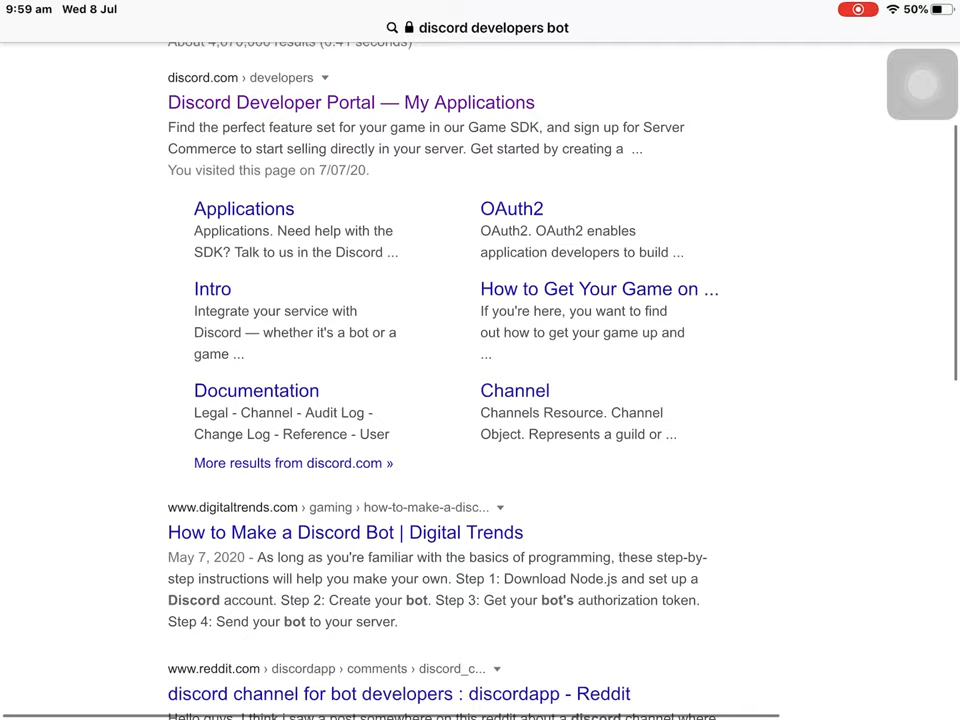 9:59 am Wed 8 Jul
50%
discord developers bot
About 4,070,000 results (0.41 seconds)
discord.com › developers
Discord Developer Portal — My Applications
Find the perfect feature set for your game in our Game SDK, and sign up for Server
Commerce to start selling directly in your server. Get started by creating a ...
You visited this page on 7/07/20.
Applications
Applications. Need help with the
SDK? Talk to us in the Discord ...
OAuth2
OAuth2. OAuth2 enables
application developers to build ...
Intro
Integrate your service with
Discord — whether it's a bot or a
game ...
How to Get Your Game on ...
If you're here, you want to find
out how to get your game up and
...
Documentation
Legal - Channel - Audit Log -
Change Log - Reference - User
Channel
Channels Resource. Channel
Object. Represents a guild or ...
More results from discord.com »
www.digitaltrends.com › gaming › how-to-make-a-disc...
How to Make a Discord Bot | Digital Trends
May 7, 2020 - As long as you're familiar with the basics of programming, these step-by-
step instructions will help you make your own. Step 1: Download Node.js and set up a
Discord account. Step 2: Create your bot. Step 3: Get your bot's authorization token.
Step 4: Send your bot to your server.
www.reddit.com › discordapp › comments › discord_c...
discord channel for bot developers : discordapp - Reddit
Hello guys, I think i saw a post somewhere on this reddit about a discord channel where